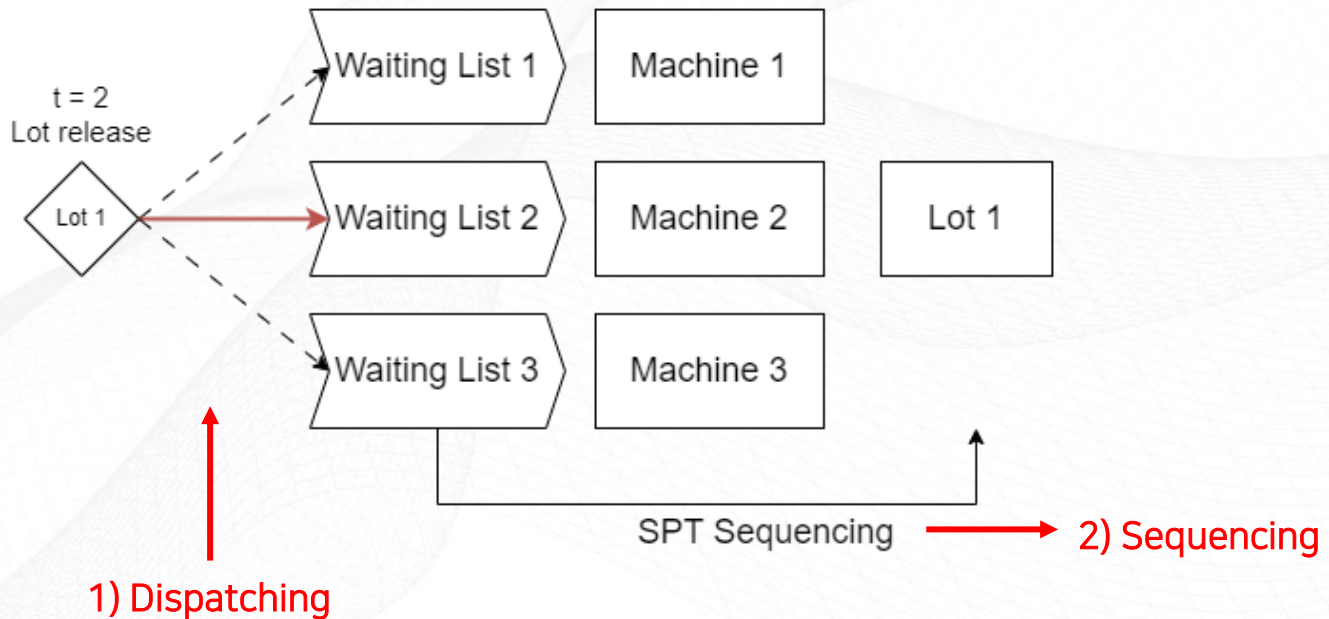 t = 2
Lot release
Lot 1
Waiting List 1
Machine 1
Waiting List 2
Machine 2
Lot 1
Waiting List 3
Machine 3
SPT Sequencing
2) Sequencing
1) Dispatching